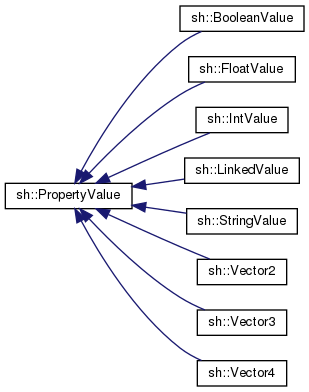 sh::BooleanValue
sh::FloatValue
sh::IntValue
sh::LinkedValue
sh::PropertyValue
sh::StringValue
sh::Vector2
sh::Vector3
sh::Vector4